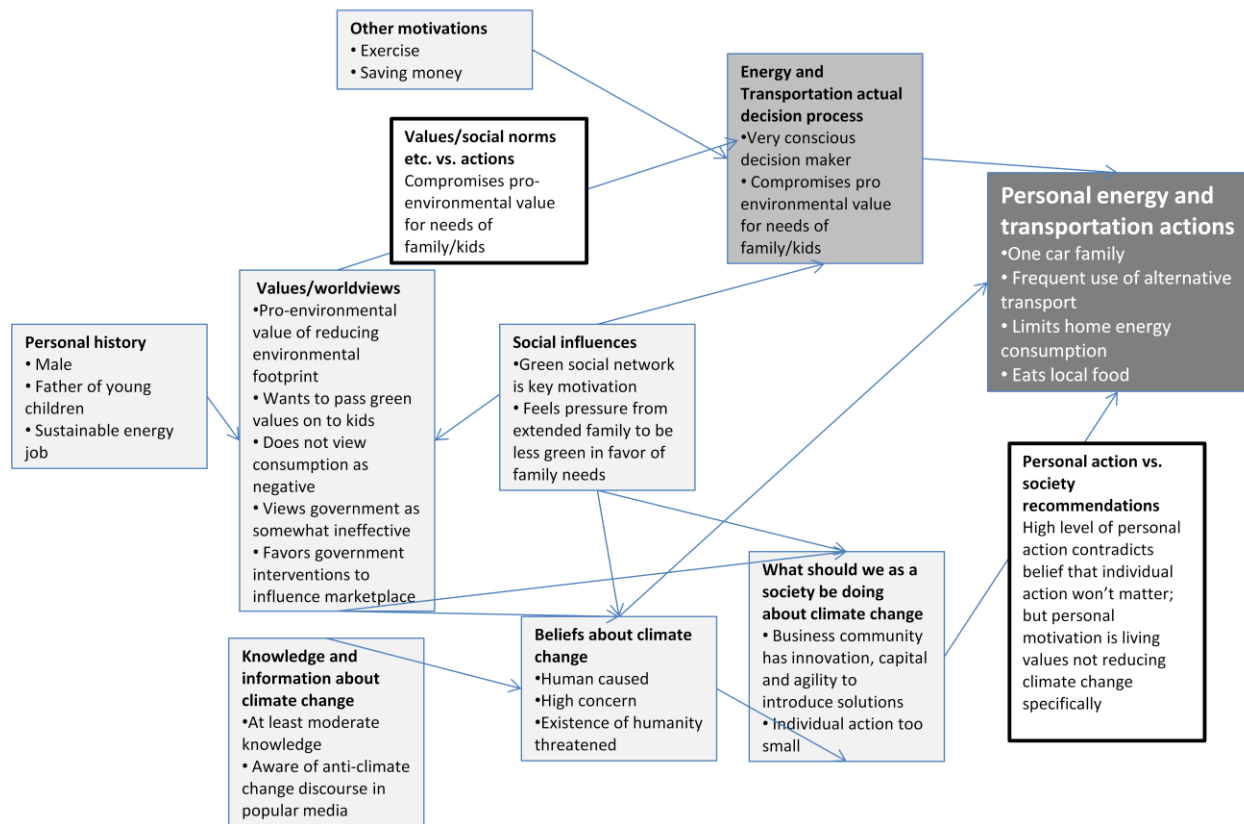 Other motivations
• Exercise
• Saving money
Energy and
Transportation actual
decision process
•Very conscious
decision maker
• Compromises pro
environmental value
for needs of
family/kids
Values/social norms
etc. vs. actions
Compromises pro-
environmental value
for needs of
family/kids
Personal energy and
transportation actions
•One car family
• Frequent use of alternative
transport
• Limits home energy
consumption
• Eats local food
Values/worldviews
•Pro-environmental
value of reducing
environmental
footprint
• Wants to pass green
values on to kids
• Does not view
consumption as
negative
• Views government as
somewhat ineffective
• Favors government
interventions to
influence marketplace
Personal history
• Male
• Father of young
children
• Sustainable energy
job
Social influences
•Green social network
is key motivation
• Feels pressure from
extended family to be
less green in favor of
family needs
Personal action vs.
society
recommendations
High level of personal
action contradicts
belief that individual
action won’t matter;
but personal
motivation is living
values not reducing
climate change
specifically
What should we as a
society be doing
about climate change
• Business community
has innovation, capital
and agility to
introduce solutions
• Individual action too
small
Beliefs about climate
change
• Human caused
•High concern
•Existence of humanity
threatened
Knowledge and
information about
climate change
•At least moderate
knowledge
• Aware of anti-climate
change discourse in
popular media